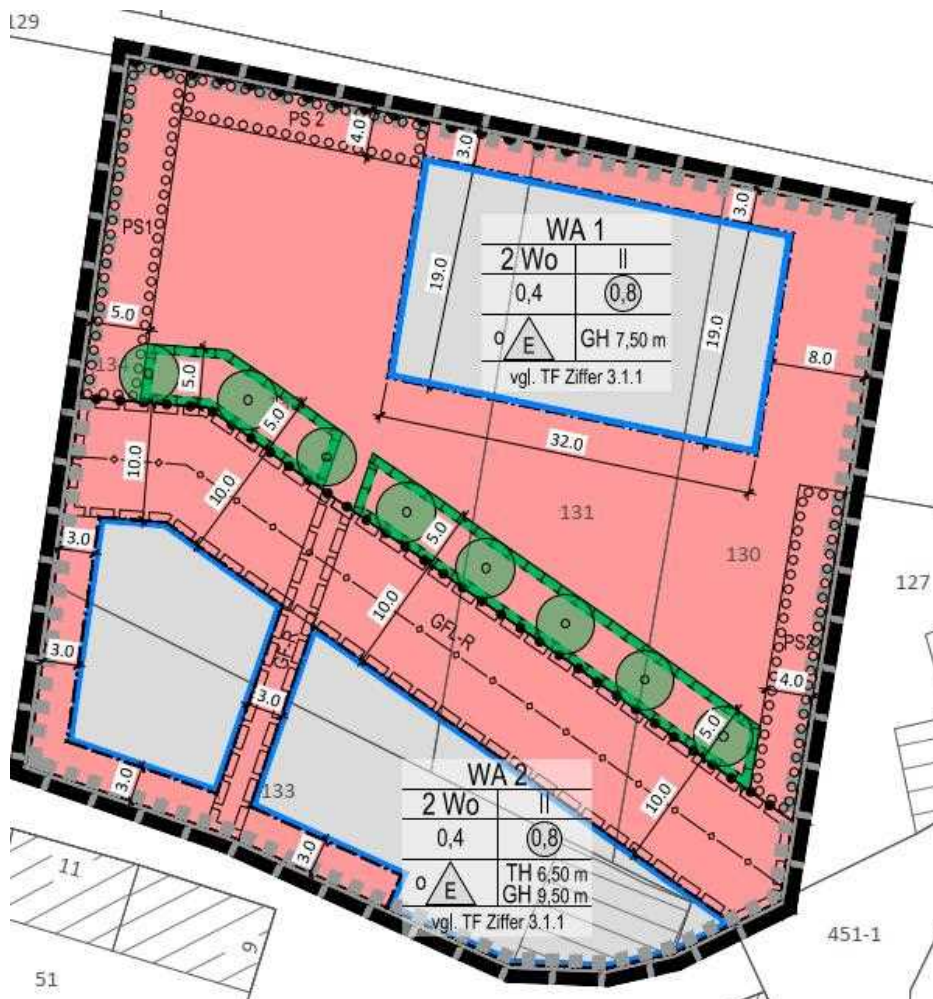 129
PS 2
4.0
3.0
3.0
PS1
WA 1
2 Wo II
0,4 0,8
o E GH 7,50 m
vgl. TF Ziffer 3.1.1
19.0
19.0
5.0
8.0
134
5.0
5.0
32.0
10.0
10.0
131
5.0
130
3.0
127
10.0
GFL-R
GF-R
PS2
3.0
4.0
3.0
5.0
WA 2
2 Wo II
0,4 0,8
o E TH 6,50 m
GH 9,50 m
vgl. TF Ziffer 3.1.1
3.0
133
10.0
3.0
11
9
451-1
51